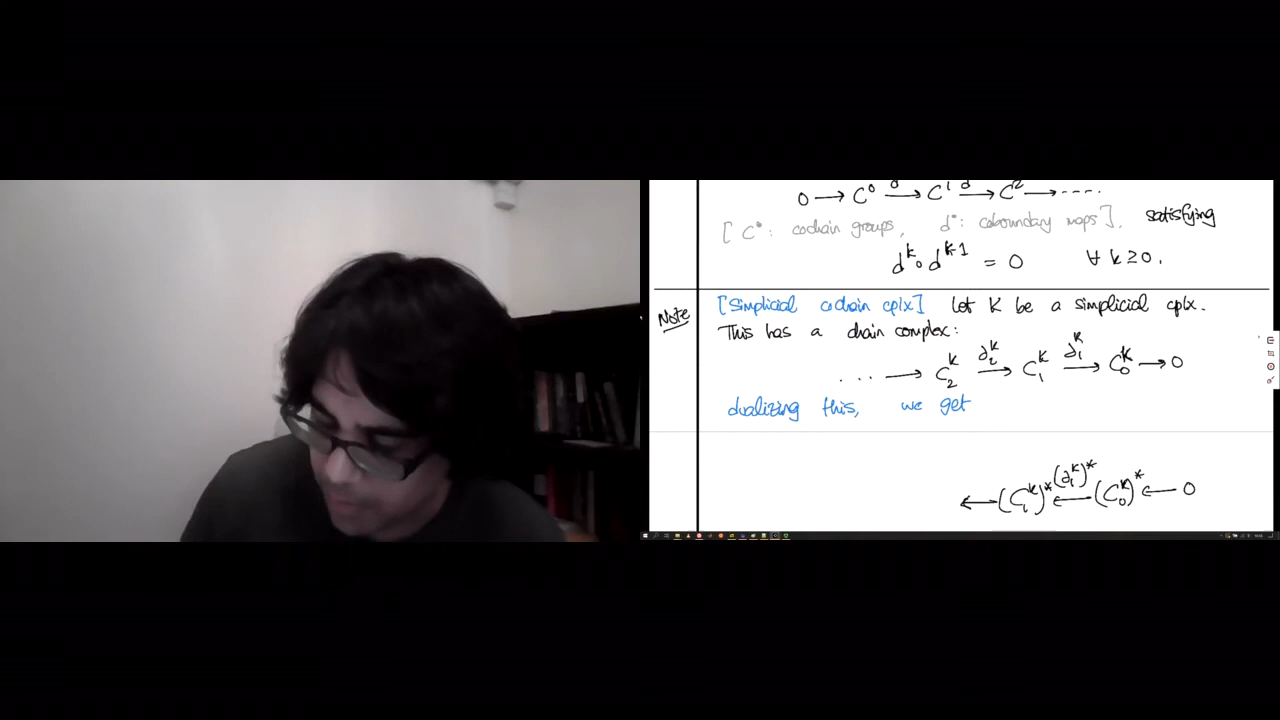 0 → C⁰ →ᵈ C¹ →ᵈ C² → ----.
[C•: cochain groups, d•: coboundary maps], satisfying
dᵏ∘dᵏ⁻¹ = 0 ∀ k≥0.
Note
[Simplicial cochain cplx] Let K be a simplicial cplx.
This has a chain complex:
... → C₂ᴷ →∂₂ᴷ C₁ᴷ →∂₁ᴷ C₀ᴷ → 0
dualizing this, we get
← (C₁ᴷ)* ←(∂₁ᴷ)* (C₀ᴷ)* ← 0